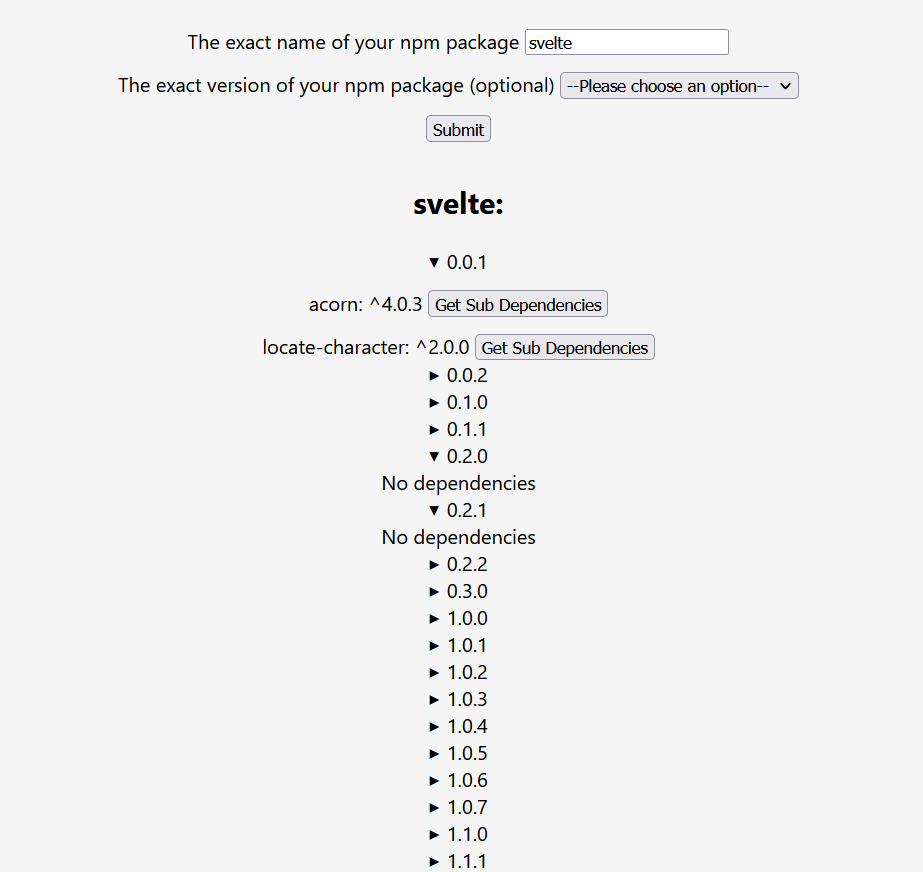 The exact name of your npm package svelte
The exact version of your npm package (optional) --Please choose an option--
Submit
svelte:
0.0.1
acorn: ^4.0.3 Get Sub Dependencies
locate-character: ^2.0.0 Get Sub Dependencies
0.0.2
0.1.0
0.1.1
0.2.0
No dependencies
0.2.1
No dependencies
0.2.2
0.3.0
1.0.0
1.0.1
1.0.2
1.0.3
1.0.4
1.0.5
1.0.6
1.0.7
1.1.0
1.1.1